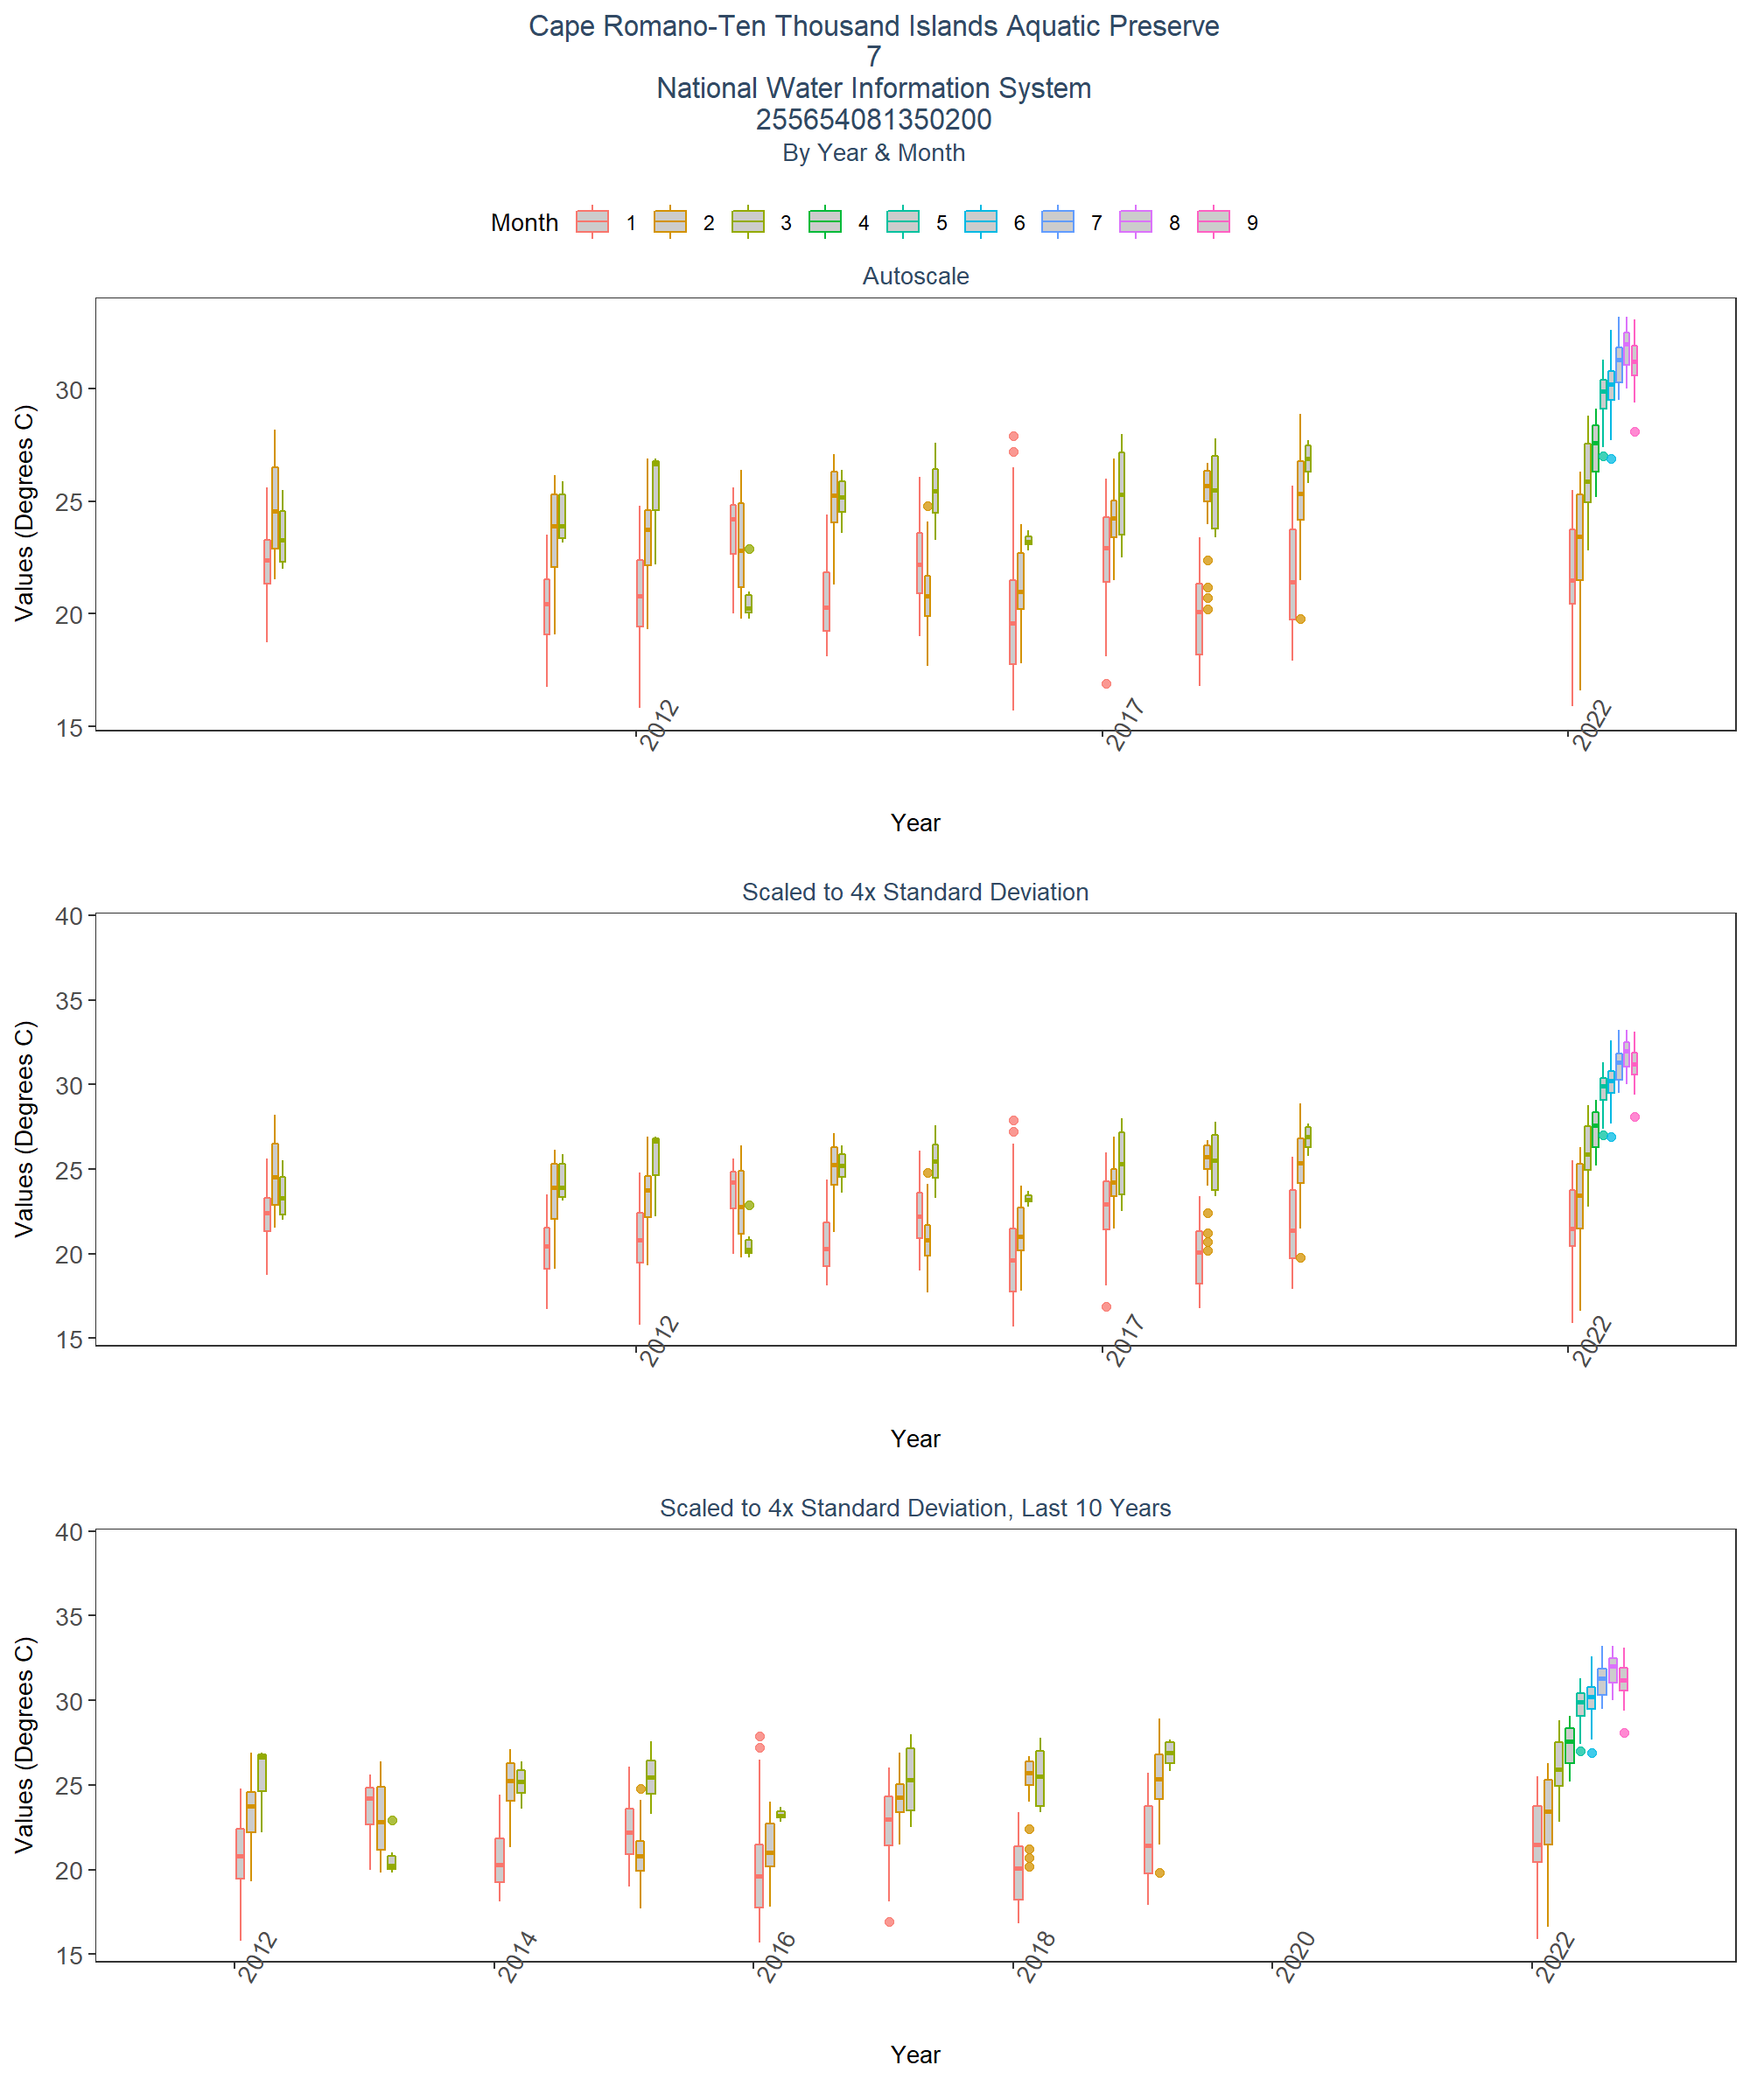 Cape Romano-Ten Thousand Islands Aquatic Preserve
7
National Water Information System
255654081350200
By Year & Month
Month 1 2 3 4 5 6 7 8 9
Autoscale
Values (Degrees C)
30
25
20
15
2012 2017 2022
Year
Scaled to 4x Standard Deviation
Values (Degrees C)
40
35
30
25
20
15
2012 2017 2022
Year
Scaled to 4x Standard Deviation, Last 10 Years
Values (Degrees C)
40
35
30
25
20
15
2012 2014 2016 2018 2020 2022
Year